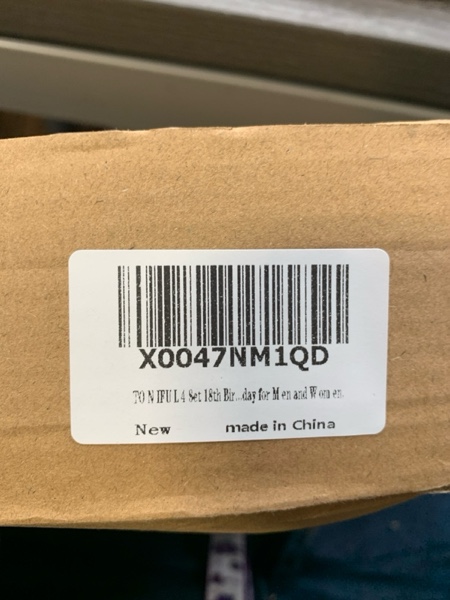 X0047NM1QD
TONIFUL 4 Set 18th Bir...day for Men and Women.
New made in China